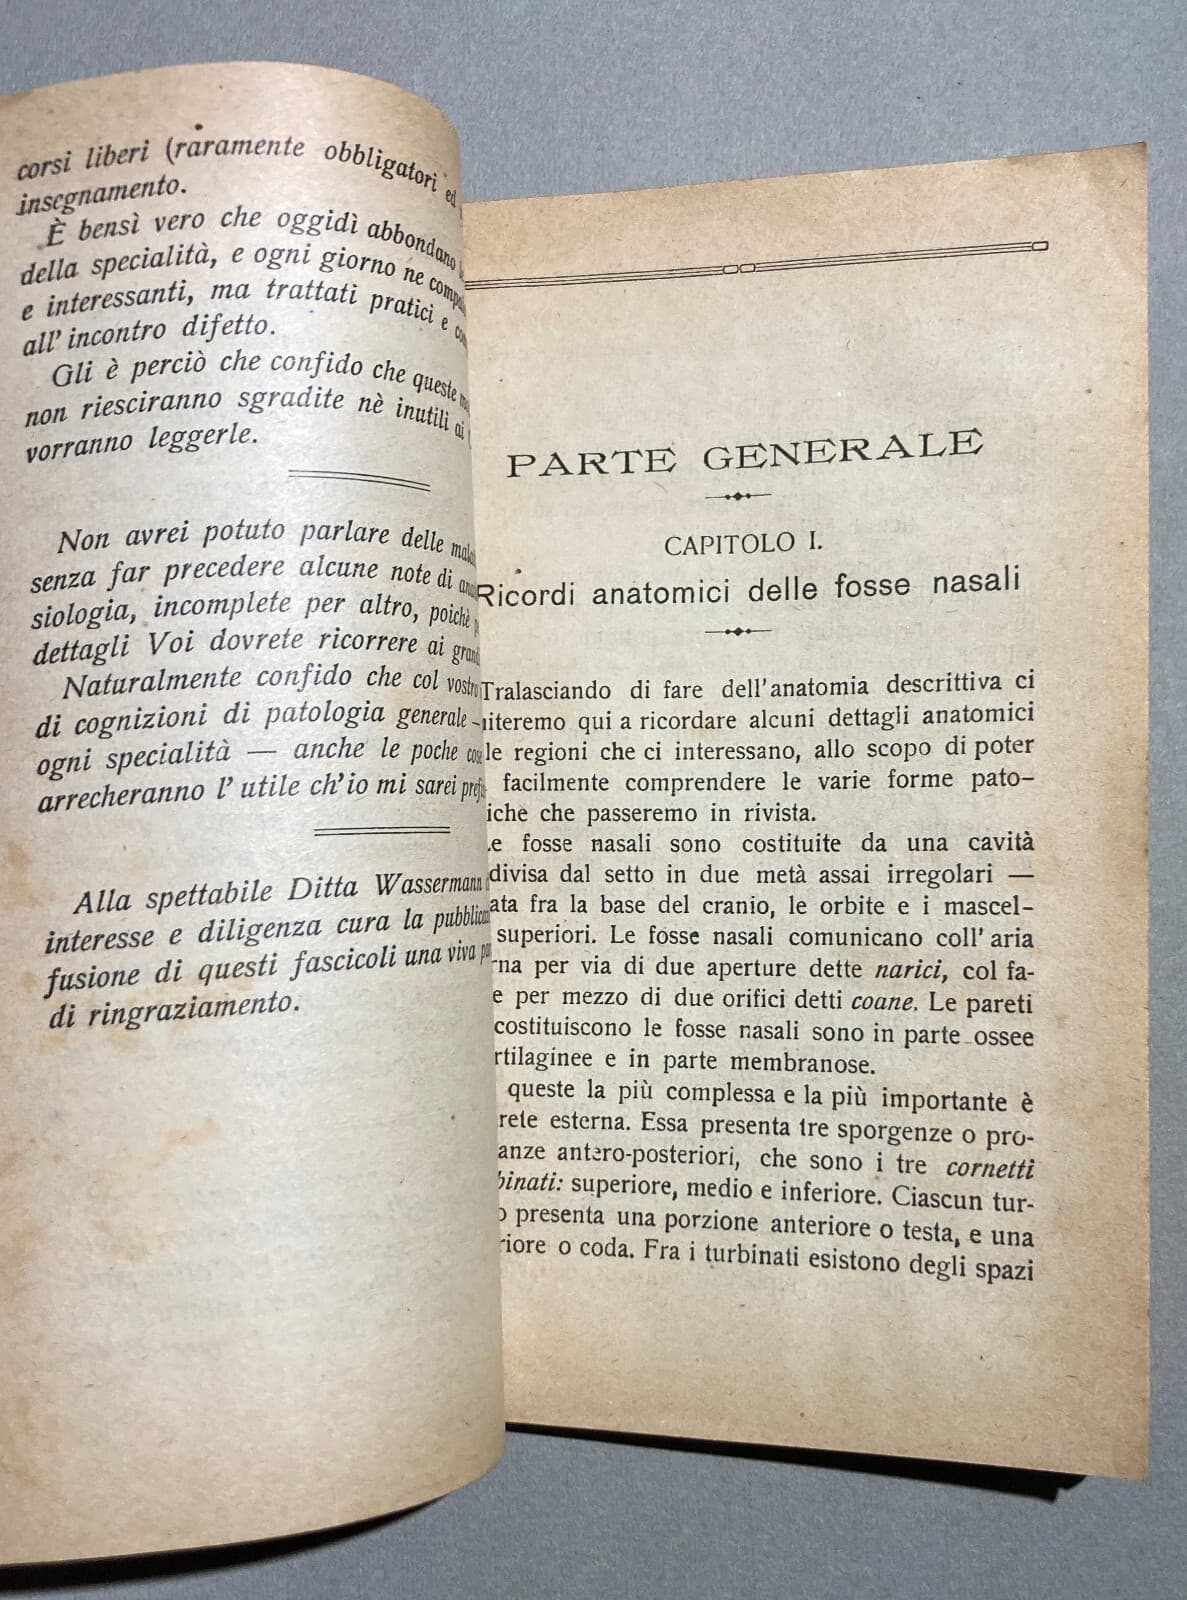 corsi liberi (raramente obbligatori ed
insegnamento.
È bensì vero che oggidì abbondano
della specialità, e ogni giorno ne
e interessanti, ma trattati pratici e
all' incontro difetto.
Gli è perciò che confido che queste
non riesciranno sgradite nè inutili ai
vorranno leggerle.
Non avrei potuto parlare delle
senza far precedere alcune note di
siologia, incomplete per altro, poichè
dettagli Voi dovrete ricorrere ai
Naturalmente confido che col
di cognizioni di patologia generale —
ogni specialità — anche le poche
arrecheranno l' utile ch'io mi sarei
Alla spettabile Ditta Wassermann
interesse e diligenza cura la
fusione di questi fascicoli una viva
di ringraziamento.
PARTE GENERALE
CAPITOLO I.
Ricordi anatomici delle fosse nasali
Tralasciando di fare dell'anatomia descrittiva ci
miteremo qui a ricordare alcuni dettagli anatomici
le regioni che ci interessano, allo scopo di poter
facilmente comprendere le varie forme pato-
iche che passeremo in rivista.
Le fosse nasali sono costituite da una cavità
divisa dal setto in due metà assai irregolari —
ata fra la base del cranio, le orbite e i mascel-
superiori. Le fosse nasali comunicano coll' aria
rna per via di due aperture dette narici, col fa-
e per mezzo di due orifici detti coane. Le pareti
costituiscono le fosse nasali sono in parte ossee
rtilaginee e in parte membranose.
queste la più complessa e la più importante è
rete esterna. Essa presenta tre sporgenze o pro-
anze antero-posteriori, che sono i tre cornetti
binati: superiore, medio e inferiore. Ciascun tur-
o presenta una porzione anteriore o testa, e una
riore o coda. Fra i turbinati esistono degli spazi